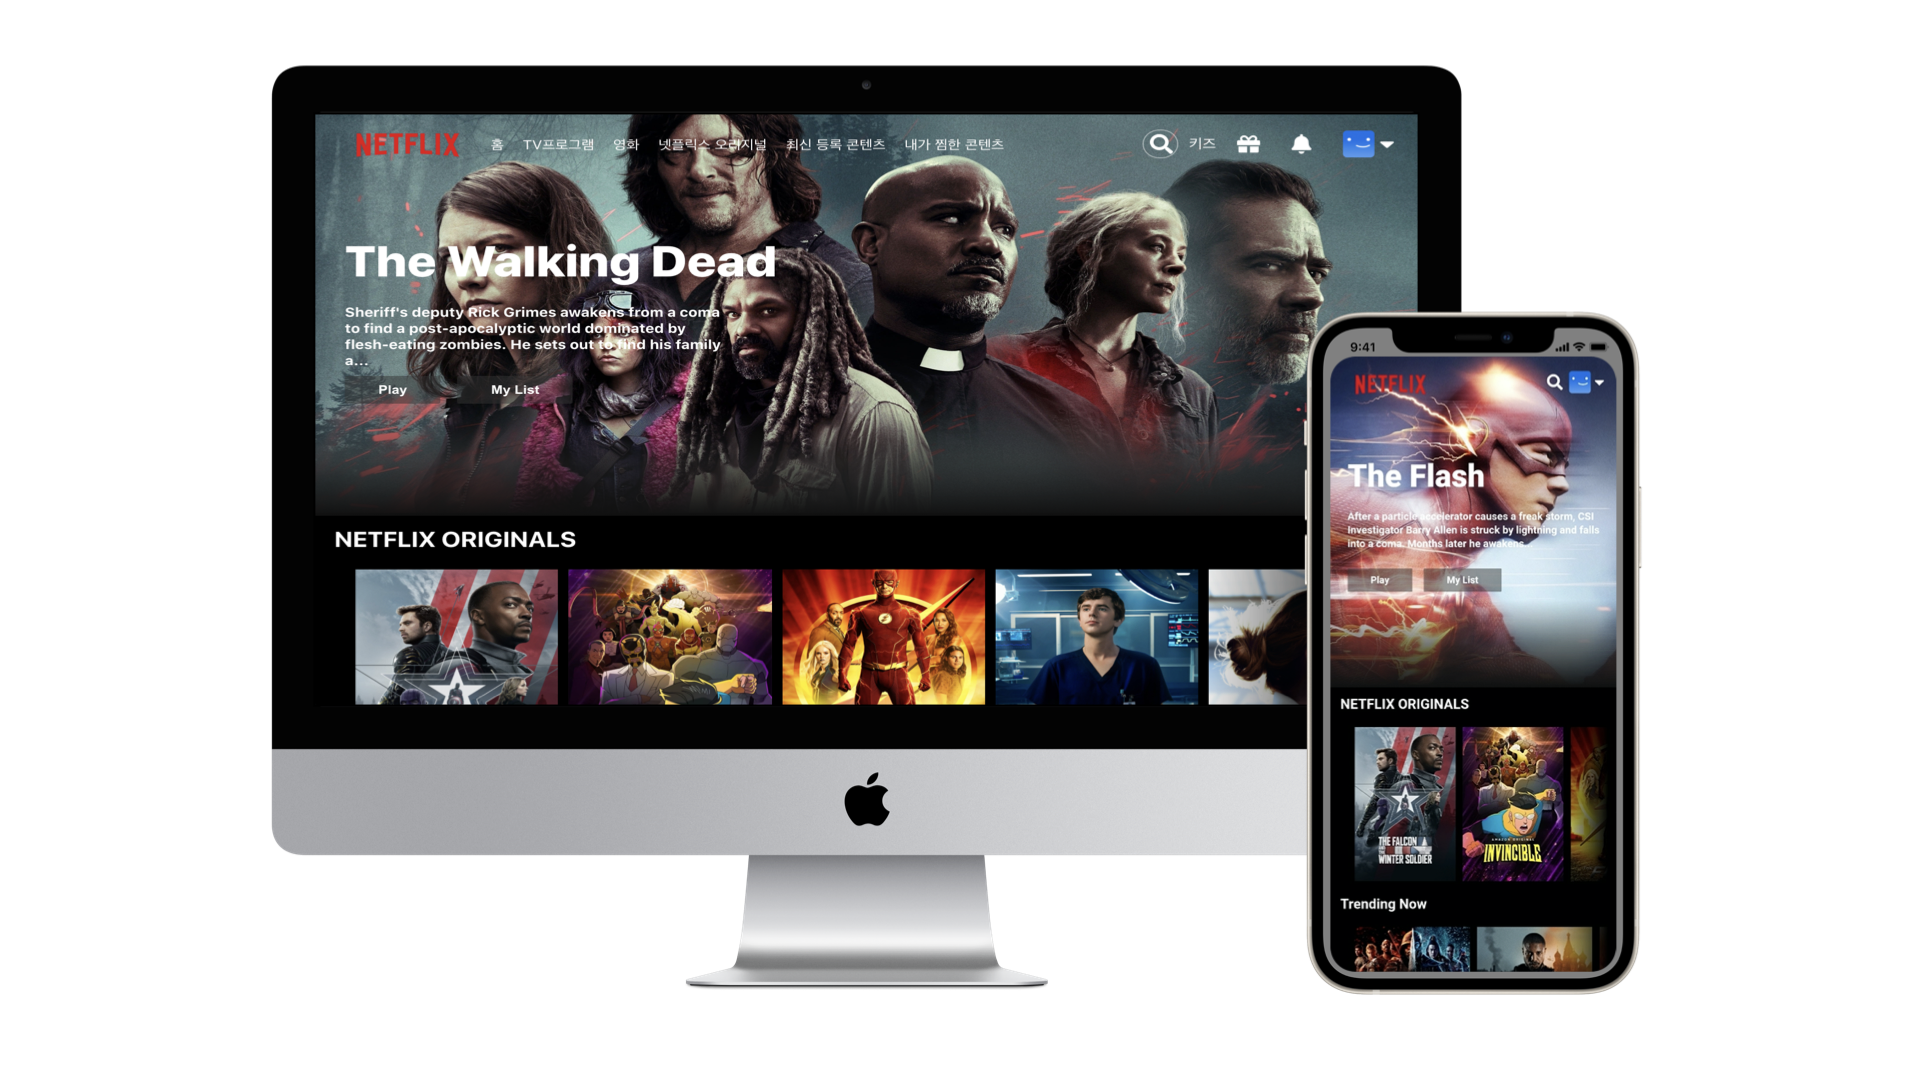 NETFLIX 홈 TV프로그램 영화 넷플릭스 오리지널 최신 등록 콘텐츠 내가 찜한 콘텐츠 키즈
The Walking Dead
Sheriff's deputy Rick Grimes awakens from a coma
to find a post-apocalyptic world dominated by
flesh-eating zombies. He sets out to find his family
a...
Play My List
NETFLIX ORIGINALS
9:41
NETFLIX
The Flash
After a particle accelerator causes a freak storm, CSI
Investigator Barry Allen is struck by lightning and falls
into a coma. Months later he awakens...
Play My List
NETFLIX ORIGINALS
THE FALCON
AND THE
WINTER SOLDIER
AMAZON ORIGINAL
INVINCIBLE
Trending Now